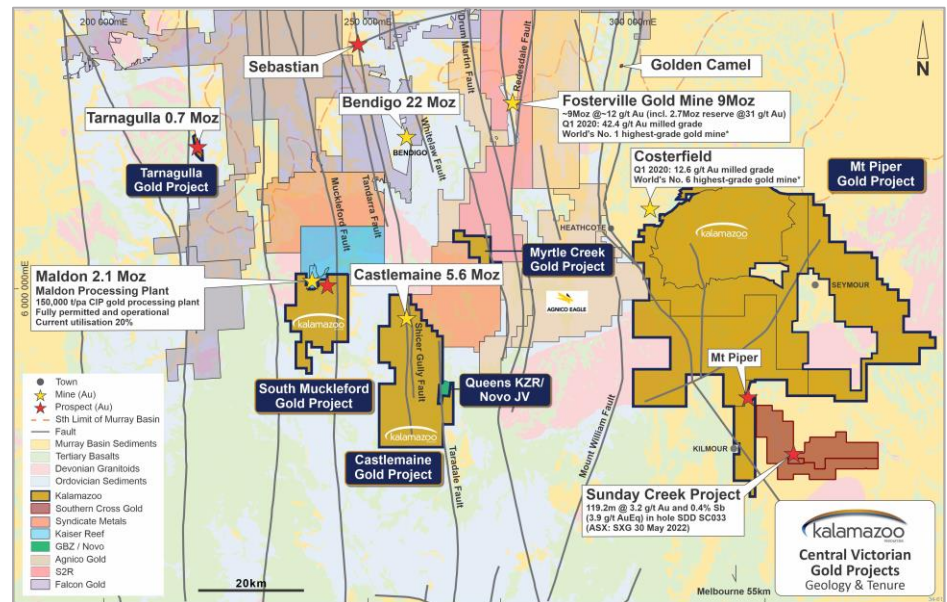 200 000mE
250 000mE
300 000mE
N
Sebastian
Drum Martin Fault
Redesdale Fault
Golden Camel
Tarnagulla 0.7 Moz
Bendigo 22 Moz
BENDIGO
Whitelaw Fault
Fosterville Gold Mine 9Moz
~9Moz @~12 g/t Au (incl. 2.7Moz reserve @31 g/t Au)
Q1 2020: 42.4 g/t Au milled grade
World's No. 1 highest-grade gold mine*
Tarnagulla
Gold Project
Muckleford Fault
Tandarra Fault
Costerfield
Q1 2020: 12.6 g/t Au milled grade
World's No. 6 highest-grade gold mine*
Mt Piper
Gold Project
HEATHCOTE
kalamazoo
Myrtle Creek
Gold Project
6 000 000mE
Maldon 2.1 Moz
Maldon Processing Plant
150,000 t/pa CIP gold processing plant
Fully permitted and operational
Current utilisation 20%
Castlemaine 5.6 Moz
AGNICO EAGLE
SEYMOUR
kalamazoo
Shicer Gully Fault
Mt Piper
South Muckleford
Gold Project
Queens KZR/
Novo JV
kalamazoo
Castlemaine
Gold Project
Taradale Fault
Mount William Fault
KILMOUR
Sunday Creek Project
119.2m @ 3.2 g/t Au and 0.4% Sb
(3.9 g/t AuEq) in hole SDD SC033
(ASX: SXG 30 May 2022)
Town
Mine (Au)
Prospect (Au)
Sth Limit of Murray Basin
Fault
Murray Basin Sediments
Tertiary Basalts
Devonian Granitoids
Ordovician Sediments
Kalamazoo
Southern Cross Gold
Syndicate Metals
Kaiser Reef
GBZ / Novo
Agnico Gold
S2R
Falcon Gold
20km
Melbourne 55km
kalamazoo
Central Victorian
Gold Projects
Geology & Tenure